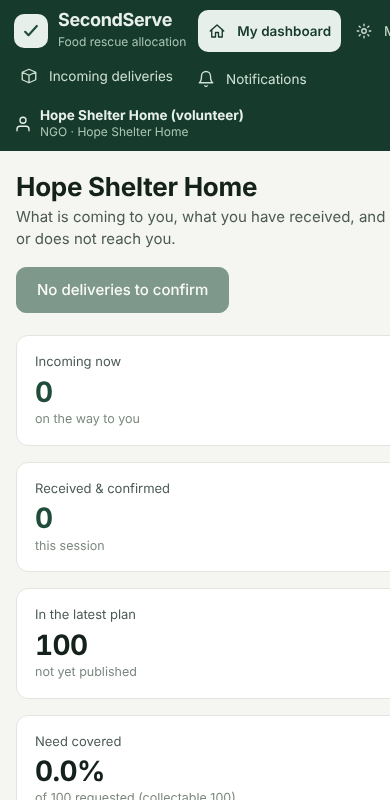 SecondServe
Food rescue allocation
My dashboard
Incoming deliveries
Notifications
Hope Shelter Home (volunteer)
NGO · Hope Shelter Home
Hope Shelter Home
What is coming to you, what you have received, and
or does not reach you.
No deliveries to confirm
Incoming now
0
on the way to you
Received & confirmed
0
this session
In the latest plan
100
not yet published
Need covered
0.0%
of 100 requested (collectable 100)